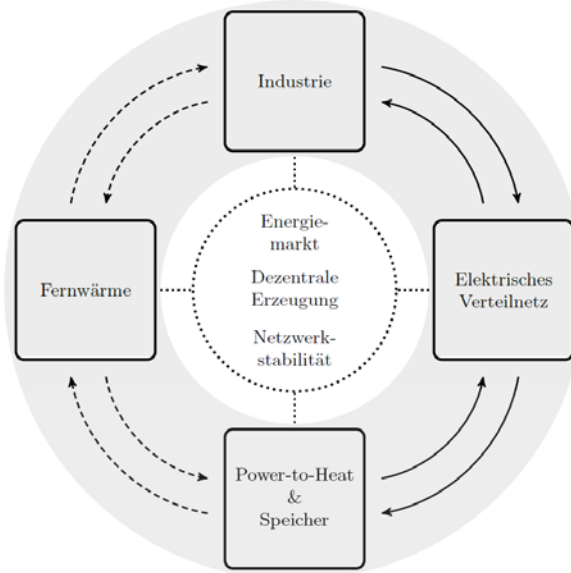 Industrie
Energie-
markt
Dezentrale
Erzeugung
Netzwerk-
stabilität
Fernwärme
Elektrisches
Verteilnetz
Power-to-Heat
&
Speicher